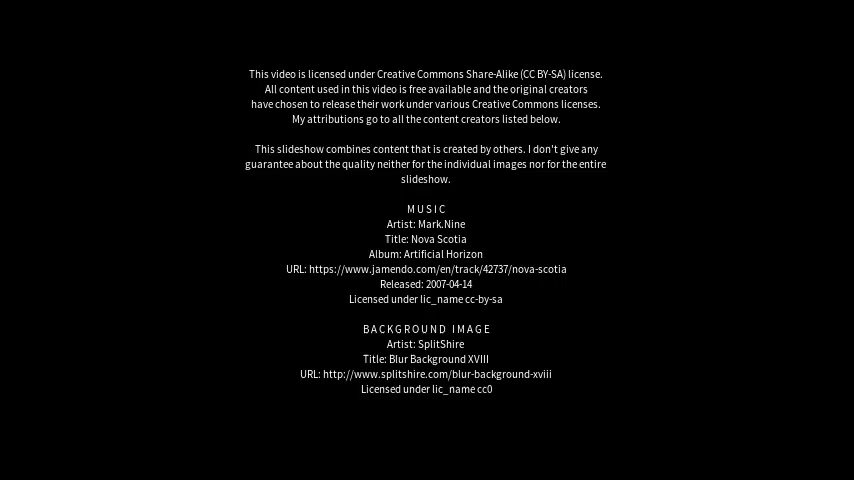 This video is licensed under Creative Commons Share-Alike (CC BY-SA) license.
All content used in this video is free available and the original creators
have chosen to release their work under various Creative Commons licenses.
My attributions go to all the content creators listed below.
This slideshow combines content that is created by others. I don't give any
guarantee about the quality neither for the individual images nor for the entire
slideshow.
MUSIC
Artist: Mark.Nine
Title: Nova Scotia
Album: Artificial Horizon
URL: https://www.jamendo.com/en/track/42737/nova-scotia
Released: 2007-04-14
Licensed under lic_name cc-by-sa
BACKGROUND IMAGE
Artist: SplitShire
Title: Blur Background XVIII
URL: http://www.splitshire.com/blur-background-xviii
Licensed under lic_name cc0